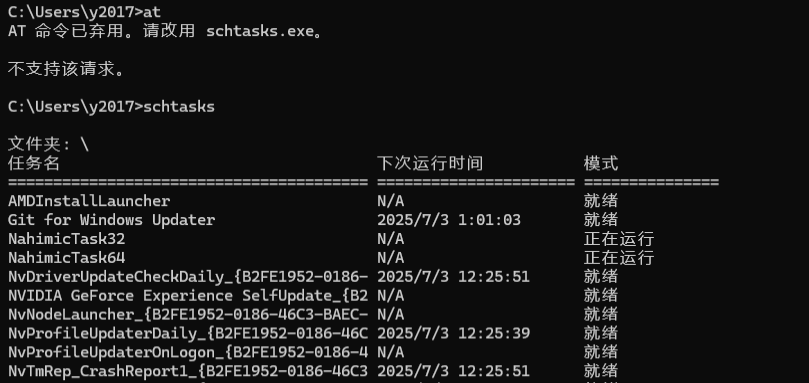 C:\Users\y2017>at
AT 命令已弃用。请改用 schtasks.exe。
不支持该请求。
C:\Users\y2017>schtasks
文件夹: \
任务名 下次运行时间 模式
======================================== ====================== ===============
AMDInstallLauncher N/A 就绪
Git for Windows Updater 2025/7/3 1:01:03 就绪
NahimicTask32 N/A 正在运行
NahimicTask64 N/A 正在运行
NvDriverUpdateCheckDaily_{B2FE1952-0186- 2025/7/3 12:25:51 就绪
NVIDIA GeForce Experience SelfUpdate_{B2 N/A 就绪
NvNodeLauncher_{B2FE1952-0186-46C3-BAEC- N/A 就绪
NvProfileUpdaterDaily_{B2FE1952-0186-46C 2025/7/3 12:25:39 就绪
NvProfileUpdaterOnLogon_{B2FE1952-0186-4 N/A 就绪
NvTmRep_CrashReport1_{B2FE1952-0186-46C3 2025/7/3 12:25:51 就绪